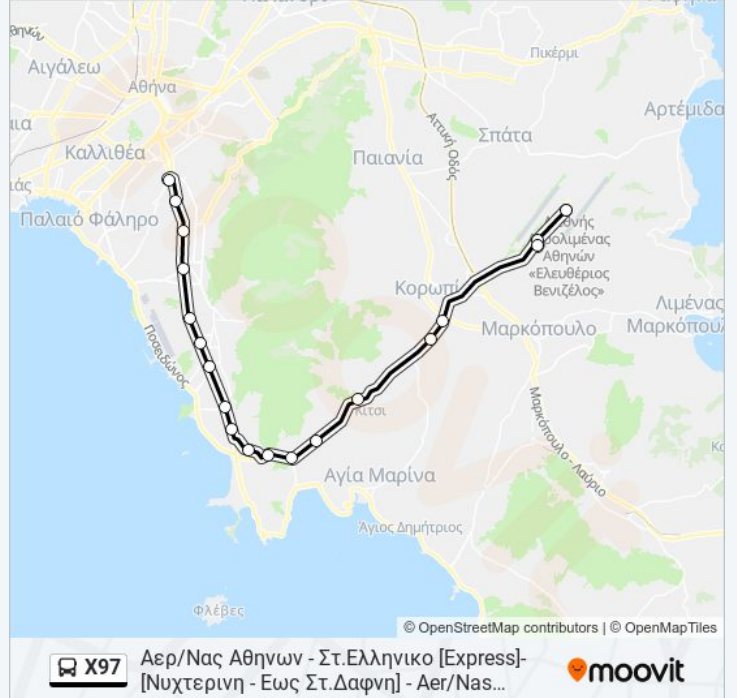 Πικέρμι
Αιγάλεω
Αθήνα
Αρτέμιδα
Αττική Οδός
Σπάτα
Καλλιθέα
Παιανία
Παλαιό Φάληρο
Αθηνών
«Ελευθέριος
Βενιζέλος»
Κορωπί
Λιμένας
Μαρκόπουλο
Ποσειδώνος
Κίτσι
Μαρκόπουλο - Λαύριο
Αγία Μαρίνα
Άγιος Δημήτριος
Φλέβες
© OpenStreetMap contributors | © OpenMapTiles
X97
Αερ/Νας Αθηνων - Στ.Ελληνικο [Express]-
[Νυχτερινη - Εως Στ.Δαφνη] - Aer/Nas...
moovit